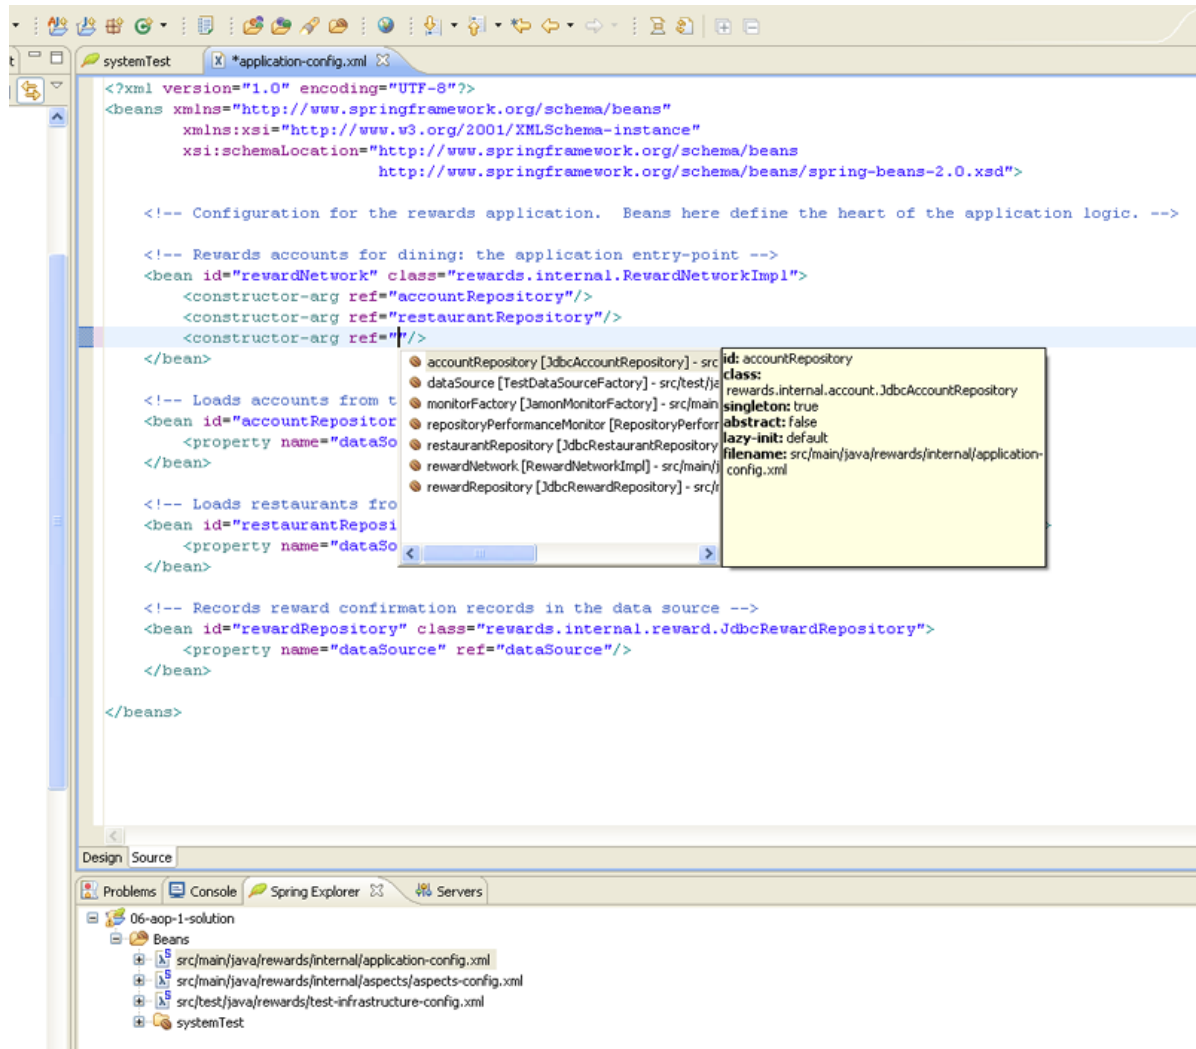 t
systemTest
*application-config.xml
<?xml version="1.0" encoding="UTF-8"?>
<beans xmlns="http://www.springframework.org/schema/beans"
xmlns:xsi="http://www.w3.org/2001/XMLSchema-instance"
xsi:schemaLocation="http://www.springframework.org/schema/beans
http://www.springframework.org/schema/beans/spring-beans-2.0.xsd">
<!-- Configuration for the rewards application.  Beans here define the heart of the application logic. -->
<!-- Rewards accounts for dining: the application entry-point -->
<bean id="rewardNetwork" class="rewards.internal.RewardNetworkImpl">
<constructor-arg ref="accountRepository"/>
<constructor-arg ref="restaurantRepository"/>
<constructor-arg ref=""/>
</bean>
<!-- Loads accounts from t
<bean id="accountRepositor
<property name="dataSo
</bean>
<!-- Loads restaurants fro
<bean id="restaurantReposi
<property name="dataSo
</bean>
accountRepository [JdbcAccountRepository] - src
dataSource [TestDataSourceFactory] - src/test/ja
monitorFactory [JamonMonitorFactory] - src/main
repositoryPerformanceMonitor [RepositoryPerforr
restaurantRepository [JdbcRestaurantRepository
rewardNetwork [RewardNetworkImpl] - src/main/j
rewardRepository [JdbcRewardRepository] - src/r
id: accountRepository
class:
rewards.internal.account.JdbcAccountRepository
singleton: true
abstract: false
lazy-init: default
filename: src/main/java/rewards/internal/application-
config.xml
<!-- Records reward confirmation records in the data source -->
<bean id="rewardRepository" class="rewards.internal.reward.JdbcRewardRepository">
<property name="dataSource" ref="dataSource"/>
</bean>
</beans>
Design
Source
Problems
Console
Spring Explorer
Servers
06-aop-1-solution
Beans
src/main/java/rewards/internal/application-config.xml
src/main/java/rewards/internal/aspects/aspects-config.xml
src/test/java/rewards/test-infrastructure-config.xml
systemTest